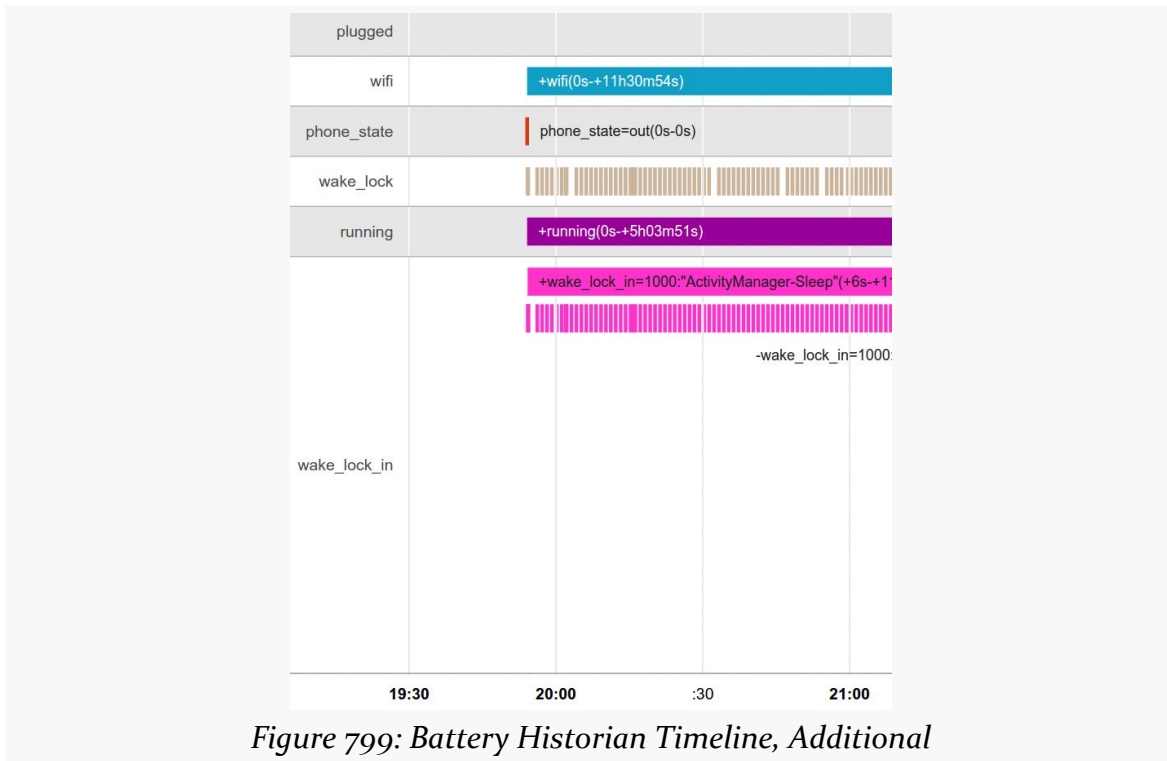 plugged
wifi
+wifi(0s-+11h30m54s)
phone_state
phone_state=out(0s-0s)
wake_lock
running
+running(0s-+5h03m51s)
+wake_lock_in=1000:"ActivityManager-Sleep"(+6s-+1
-wake_lock_in=1000:
wake_lock_in
19:30 20:00 :30 21:00
Figure 799: Battery Historian Timeline, Additional